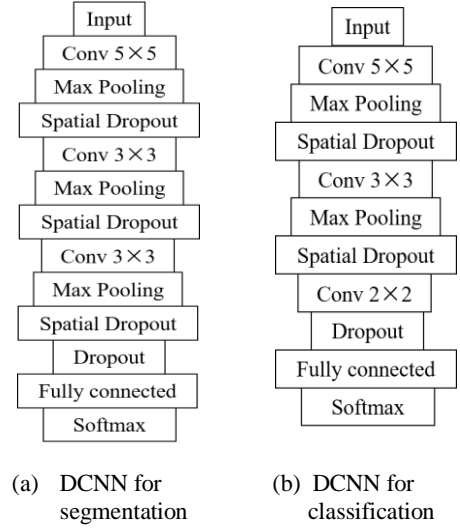 Input
Conv 5×5
Max Pooling
Spatial Dropout
Conv 3×3
Max Pooling
Spatial Dropout
Conv 3×3
Max Pooling
Spatial Dropout
Dropout
Fully connected
Softmax
(a) DCNN for
segmentation
Input
Conv 5×5
Max Pooling
Spatial Dropout
Conv 3×3
Max Pooling
Spatial Dropout
Conv 2×2
Dropout
Fully connected
Softmax
(b) DCNN for
classification